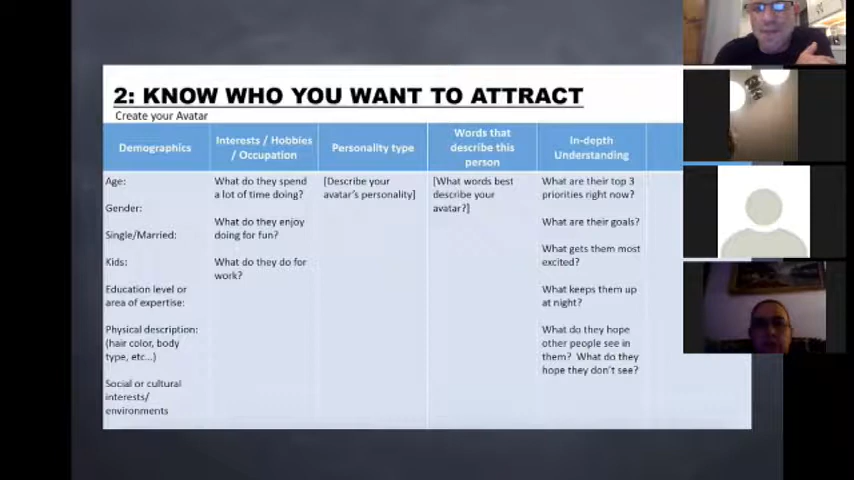 2: KNOW WHO YOU WANT TO ATTRACT
Create your Avatar
Demographics
Interests / Hobbies
/ Occupation
Personality type
Words that
describe this
person
In-depth
Understanding
Age:
Gender:
Single/Married:
Kids:
Education level or
area of expertise:
Physical description:
(hair color, body
type, etc...)
Social or cultural
interests/
environments
What do they spend
a lot of time doing?
What do they enjoy
doing for fun?
What do they do for
work?
[Describe your
avatar's personality]
[What words best
describe your
avatar?]
What are their top 3
priorities right now?
What are their goals?
What gets them most
excited?
What keeps them up
at night?
What do they hope
other people see in
them? What do they
hope they don't see?